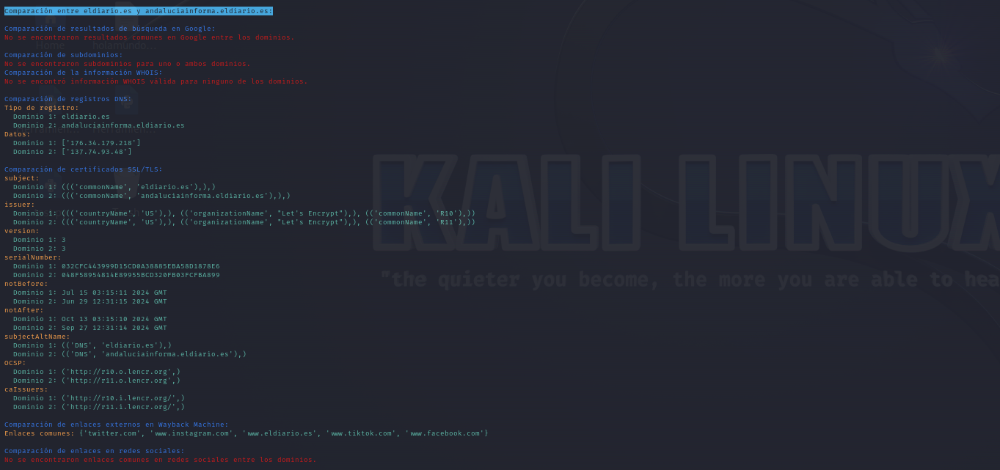 Comparación entre eldiario.es y andaluciainforma.eldiario.es:
Comparación de resultados de búsqueda en Google:
No se encontraron resultados comunes en Google entre los dominios.
Home holamundo...
Comparación de subdominios:
No se encontraron subdominios para uno o ambos dominios.
Comparación de la información WHOIS:
No se encontró información WHOIS válida para ninguno de los dominios.
Comparación de registros DNS:
Tipo de registro:
  Dominio 1: eldiario.es
  Dominio 2: andaluciainforma.eldiario.es
Datos:
  Dominio 1: ['176.34.179.218']
  Dominio 2: ['137.74.93.48']
Comparación de certificados SSL/TLS:
subject:
  Dominio 1: ((('commonName', 'eldiario.es'),),)
  Dominio 2: ((('commonName', 'andaluciainforma.eldiario.es'),),)
issuer:
  Dominio 1: ((('countryName', 'US'),), (('organizationName', "Let's Encrypt"),), (('commonName', 'R10'),))
  Dominio 2: ((('countryName', 'US'),), (('organizationName', "Let's Encrypt"),), (('commonName', 'R11'),))
version:
  Dominio 1: 3
  Dominio 2: 3
serialNumber:
  Dominio 1: 032CFC443999D15CD0A38885EBA58D1878E6
  Dominio 2: 048F58954814E89955BCD320FB03FCFBA899
notBefore:
  Dominio 1: Jul 15 03:15:11 2024 GMT
  Dominio 2: Jun 29 12:31:15 2024 GMT
notAfter:
  Dominio 1: Oct 13 03:15:10 2024 GMT
  Dominio 2: Sep 27 12:31:14 2024 GMT
subjectAltName:
  Dominio 1: (('DNS', 'eldiario.es'),)
  Dominio 2: (('DNS', 'andaluciainforma.eldiario.es'),)
OCSP:
  Dominio 1: ('http://r10.o.lencr.org',)
  Dominio 2: ('http://r11.o.lencr.org',)
caIssuers:
  Dominio 1: ('http://r10.i.lencr.org/',)
  Dominio 2: ('http://r11.i.lencr.org/',)
Comparación de enlaces externos en Wayback Machine:
Enlaces comunes: {'twitter.com', 'www.instagram.com', 'www.eldiario.es', 'www.tiktok.com', 'www.facebook.com'}
Comparación de enlaces en redes sociales:
No se encontraron enlaces comunes en redes sociales entre los dominios.
KALI LINUX
"the quieter you become, the more you are able to hea